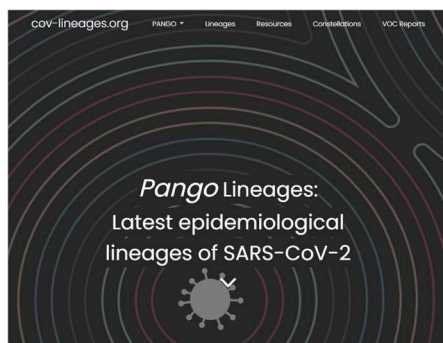 cov-lineages.org PANGO Lineages Resources Constellations VOC Reports
Pango Lineages:
Latest epidemiological
lineages of SARS-CoV-2